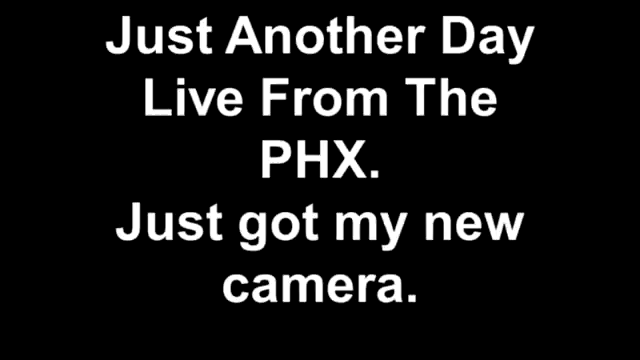 Just Another Day
Live From The
PHX.
Just got my new
camera.